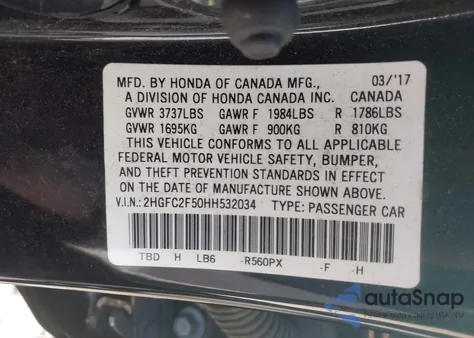 MFD. BY HONDA OF CANADA MFG., 03/'17
A DIVISION OF HONDA CANADA INC. CANADA
GVWR 3737LBS GAWR F 1984LBS R 1786LBS
GVWR 1695KG GAWR F 900KG R 810KG
THIS VEHICLE CONFORMS TO ALL APPLICABLE
FEDERAL MOTOR VEHICLE SAFETY, BUMPER,
AND THEFT PREVENTION STANDARDS IN EFFECT
ON THE DATE OF MANUFACTURE SHOWN ABOVE.
V.I.N.: 2HGFC2F50HH532034 TYPE: PASSENGER CAR
TBD H LB6 -R560PX -F -H
autoSnap